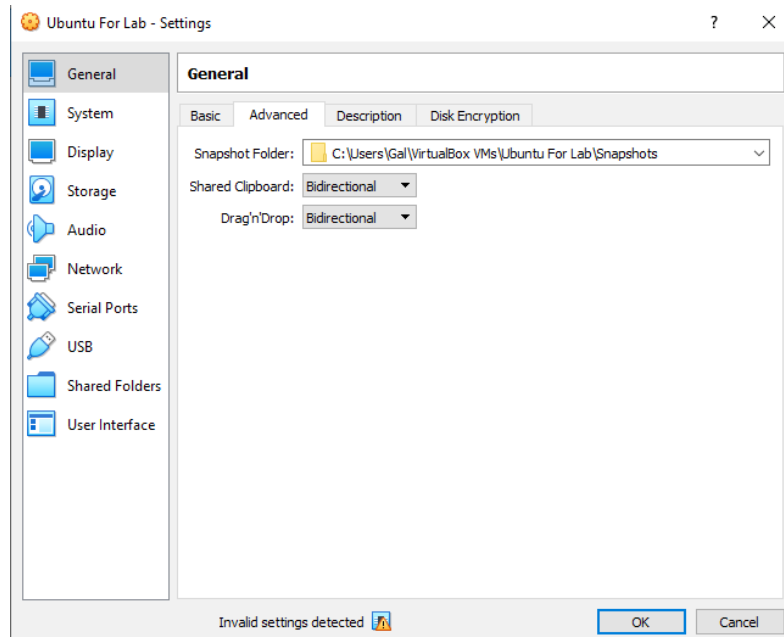 Ubuntu For Lab - Settings
?
General
System
Display
Storage
Audio
Network
Serial Ports
USB
Shared Folders
User Interface
General
Basic Advanced Description Disk Encryption
Snapshot Folder: C:\Users\Gal\VirtualBox VMs\Ubuntu For Lab\Snapshots
Shared Clipboard: Bidirectional
Drag'n'Drop: Bidirectional
Invalid settings detected
OK Cancel